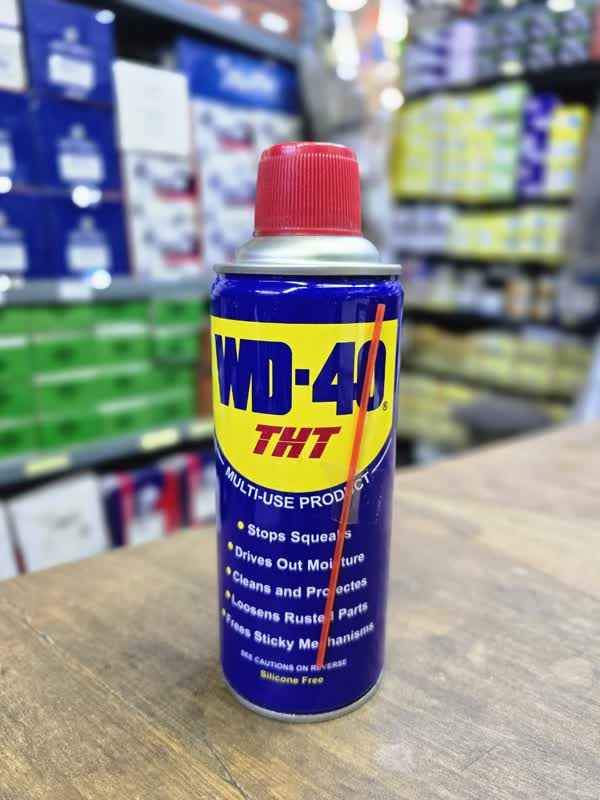 WD-40®
THT
MULTI-USE PRODUCT
• Stops Squeaks
• Drives Out Moisture
• Cleans and Protectes
• Loosens Rusted Parts
• Frees Sticky Mechanisms
SEE CAUTIONS ON REVERSE
Silicone Free